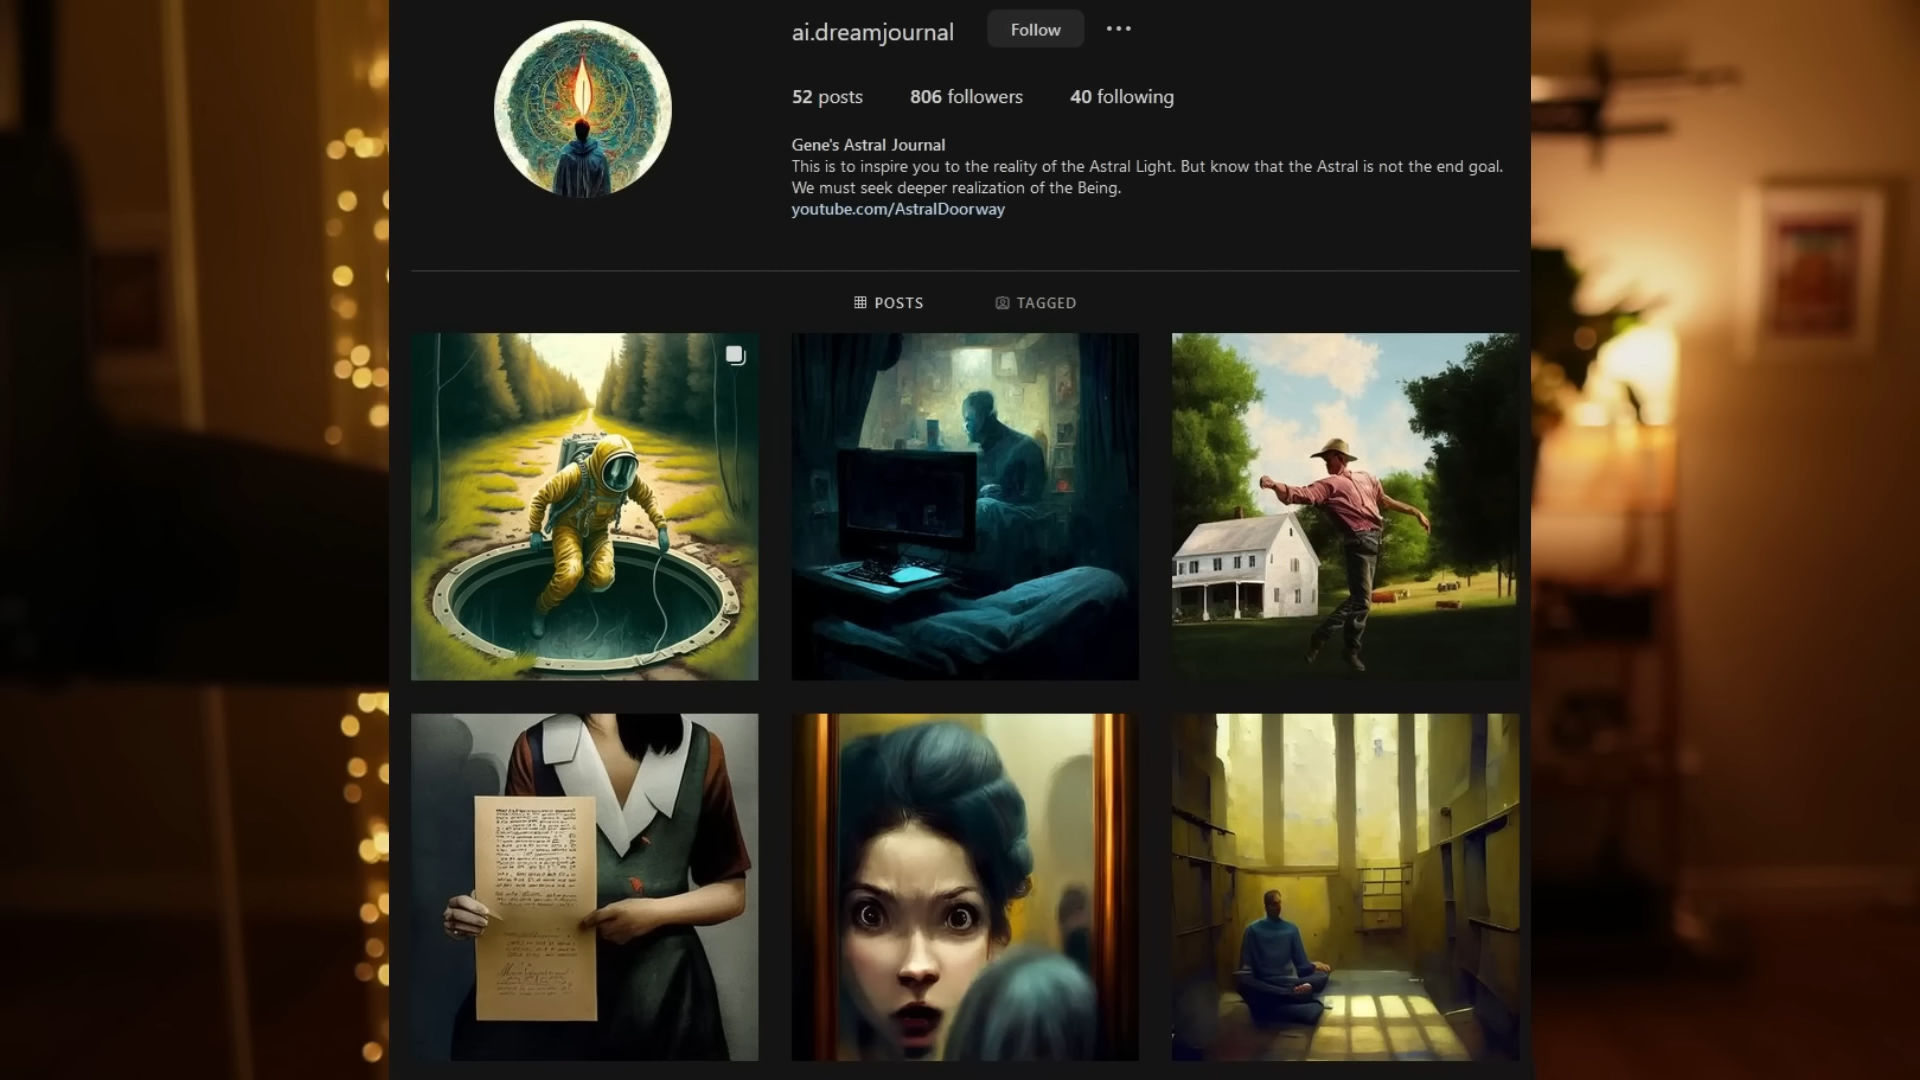 ai.dreamjournal Follow
52 posts 806 followers 40 following
Gene's Astral Journal
This is to inspire you to the reality of the Astral Light. But know that the Astral is not the end goal.
We must seek deeper realization of the Being.
youtube.com/AstralDoorway
POSTS TAGGED